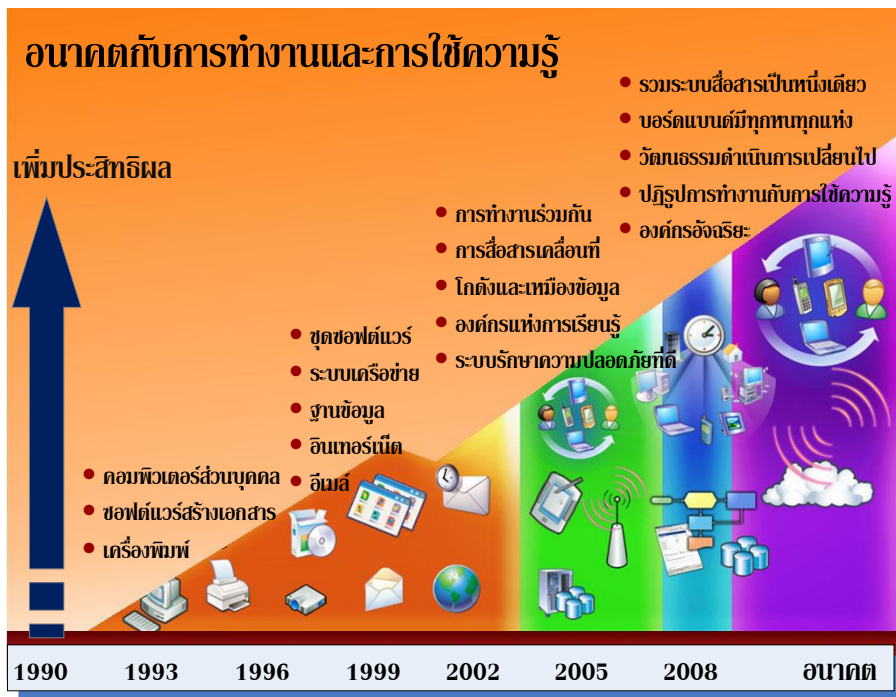 อนาคตกับการทำงานและการใช้ความรู้
เพิ่มประสิทธิผล
• คอมพิวเตอร์ส่วนบุคคล
• ซอฟต์แวร์สร้างเอกสาร
• เครื่องพิมพ์
• ชุดซอฟต์แวร์
• ระบบเครือข่าย
• ฐานข้อมูล
• อินเทอร์เน็ต
• อีเมล์
• การทำงานร่วมกัน
• การสื่อสารเคลื่อนที่
• โกดังและเหมืองข้อมูล
• องค์กรแห่งการเรียนรู้
• ระบบรักษาความปลอดภัยที่ดี
• รวมระบบสื่อสารเป็นหนึ่งเดียว
• บอร์ดแบนด์มีทุกหนทุกแห่ง
• วัฒนธรรมดำเนินการเปลี่ยนไป
• ปฏิรูปการทำงานกับการใช้ความรู้
• องค์กรอัจฉริยะ
1990 1993 1996 1999 2002 2005 2008 อนาคต